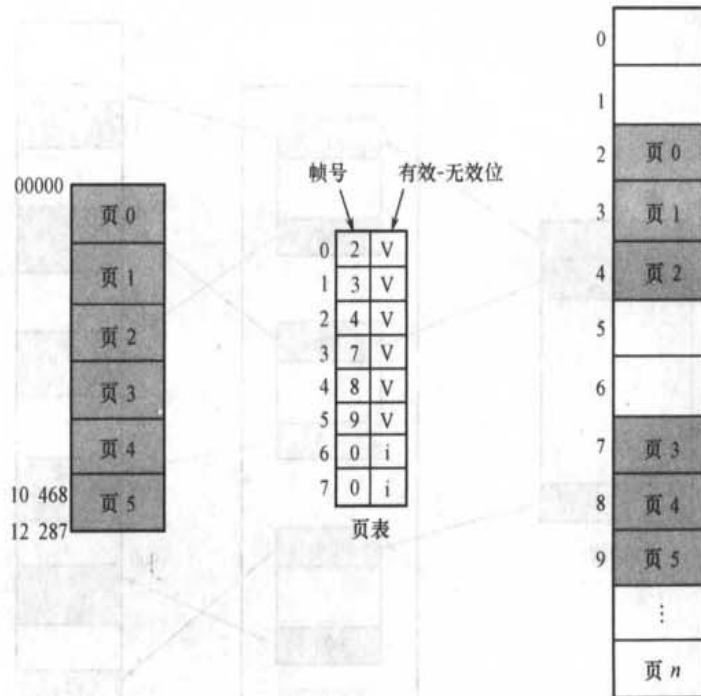 00000
页 0
页 1
页 2
页 3
页 4
10 468
页 5
12 287
帧号 有效-无效位
0 2 V
1 3 V
2 4 V
3 7 V
4 8 V
5 9 V
6 0 i
7 0 i
页表
0
1
2 页 0
3 页 1
4 页 2
5
6
7 页 3
8 页 4
9 页 5
⋮
页 n